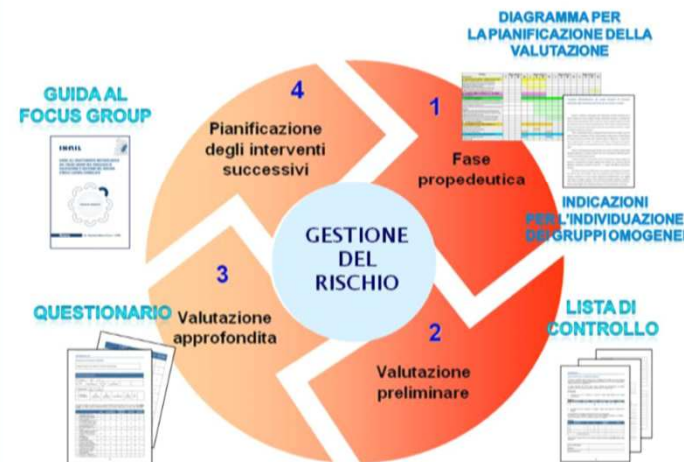 DIAGRAMMA PER
LA PIANIFICAZIONE DELLA
VALUTAZIONE
1
Fase
propedeutica
INDICAZIONI
PER L'INDIVIDUAZIONE
DEI GRUPPI OMOGENEI
2
Valutazione
preliminare
LISTA DI
CONTROLLO
3
Valutazione
approfondita
QUESTIONARIO
4
Pianificazione
degli interventi
successivi
GUIDA AL
FOCUS GROUP
INAIL
GESTIONE
DEL
RISCHIO